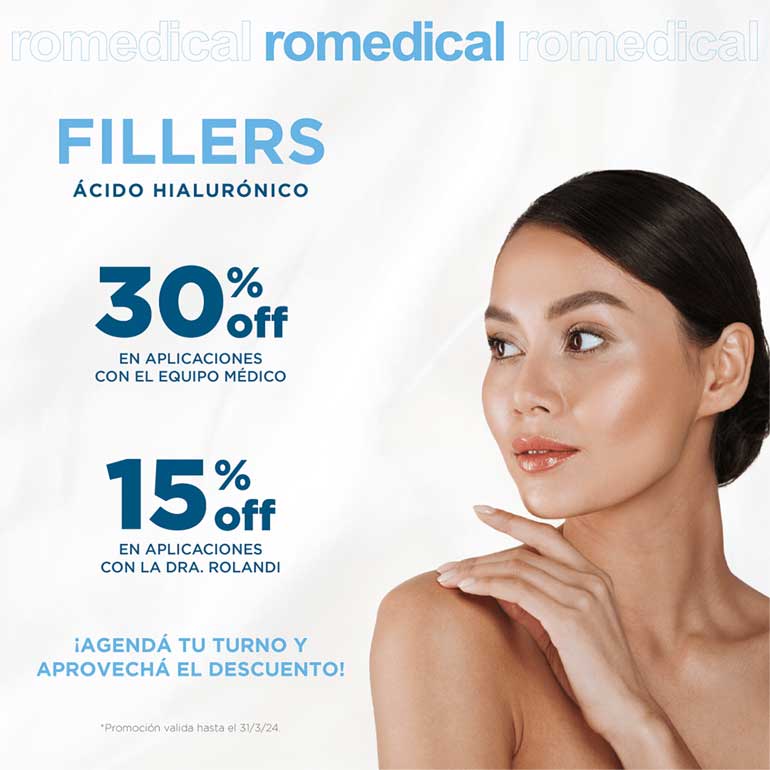 romedical romedical romedical
FILLERS
ÁCIDO HIALURÓNICO
30% off
EN APLICACIONES
CON EL EQUIPO MÉDICO
15% off
EN APLICACIONES
CON LA DRA. ROLANDI
¡AGENDÁ TU TURNO Y
APROVECHÁ EL DESCUENTO!
*Promoción valida hasta el 31/3/24.